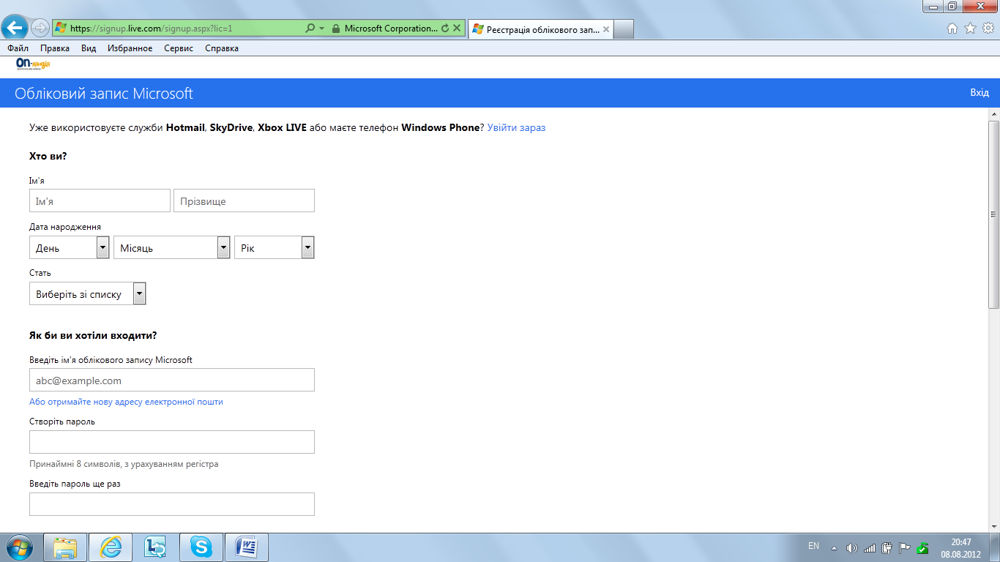 https://signup.live.com/signup.aspx?lic=1
Microsoft Corporation...
Реєстрація облікового зап...
Файл Правка Вид Избранное Сервис Справка
On-
Обліковий запис Microsoft
Вхід
Уже використовуєте служби Hotmail, SkyDrive, Xbox LIVE або маєте телефон Windows Phone? Увійти зараз
Хто ви?
Ім'я
Ім'я Прізвище
Дата народження
День Місяць Рік
Стать
Виберіть зі списку
Як би ви хотіли входити?
Введіть ім'я облікового запису Microsoft
abc@example.com
Або отримайте нову адресу електронної пошти
Створіть пароль
Принаймні 8 символів, з урахуванням регістра
Введіть пароль ще раз
EN
20:47
08.08.2012